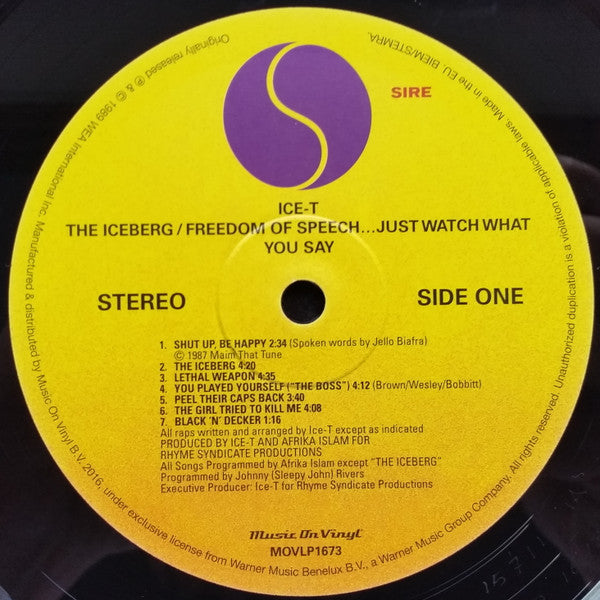 SIRE
ICE-T
THE ICEBERG / FREEDOM OF SPEECH...JUST WATCH WHAT
YOU SAY
STEREO
SIDE ONE
1. SHUT UP, BE HAPPY 2:34 (Spoken words by Jello Biafra)
© 1987 Maim That Tune
2. THE ICEBERG 4:20
3. LETHAL WEAPON 4:35
4. YOU PLAYED YOURSELF ("THE BOSS") 4:12 (Brown/Wesley/Bobbitt)
5. PEEL THEIR CAPS BACK 3:40
6. THE GIRL TRIED TO KILL ME 4:08
7. BLACK 'N' DECKER 1:16
All raps written and arranged by Ice-T except as indicated
PRODUCED BY ICE-T AND AFRIKA ISLAM FOR
RHYME SYNDICATE PRODUCTIONS
All Songs Programmed by Afrika Islam except "THE ICEBERG"
Programmed by Johnny (Sleepy John) Rivers
Executive Producer: Ice-T for Rhyme Syndicate Productions
Music On Vinyl
MOVLP1673
Originally released ℗ & © 1989 WEA International Inc. Manufactured & distributed by Music On Vinyl B.V. 2016, under exclusive license from Warner Music Benelux B.V., a Warner Music Group Company. All rights reserved. Unauthorized duplication is a violation of applicable laws. Made in the EU. BIEM/STEMRA.